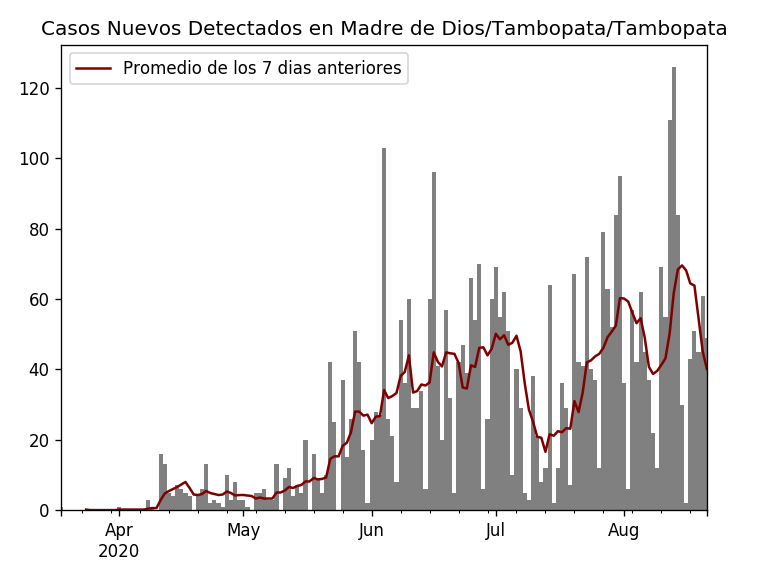 Casos Nuevos Detectados en Madre de Dios/Tambopata/Tambopata
Promedio de los 7 dias anteriores
120
100
80
60
40
20
0
Apr May Jun Jul Aug
2020